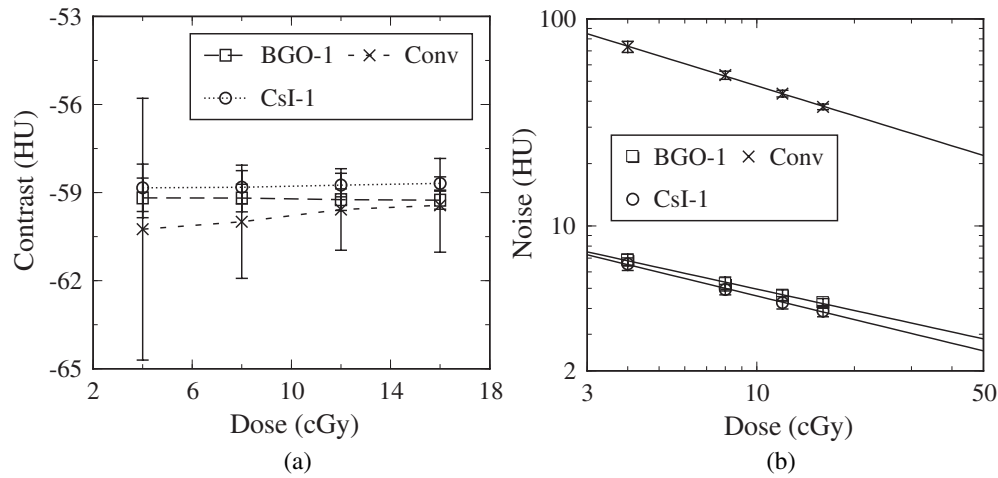 -53
-56
-59
-62
-65
Contrast (HU)
BGO-1 Conv
CsI-1
2 6 10 14 18
Dose (cGy)
(a)
100
10
2
Noise (HU)
BGO-1 Conv
CsI-1
3 10 50
Dose (cGy)
(b)